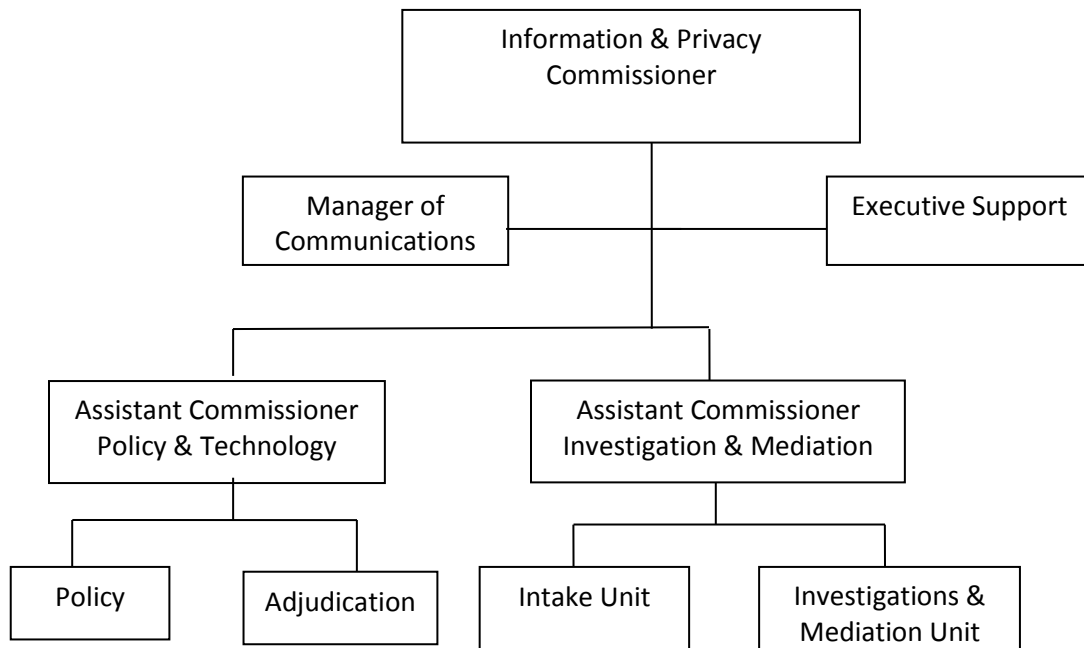 Information & Privacy
Commissioner
Manager of
Communications
Executive Support
Assistant Commissioner
Policy & Technology
Assistant Commissioner
Investigation & Mediation
Policy
Adjudication
Intake Unit
Investigations &
Mediation Unit